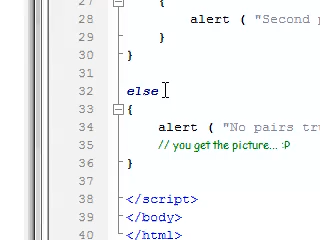 27 {
28 alert ( "Second
29 }
30 }
31
32 else
33 {
34 alert ( "No pairs
35 // you get the picture... :P
36 }
37
38 </script>
39 </body>
40 </html>